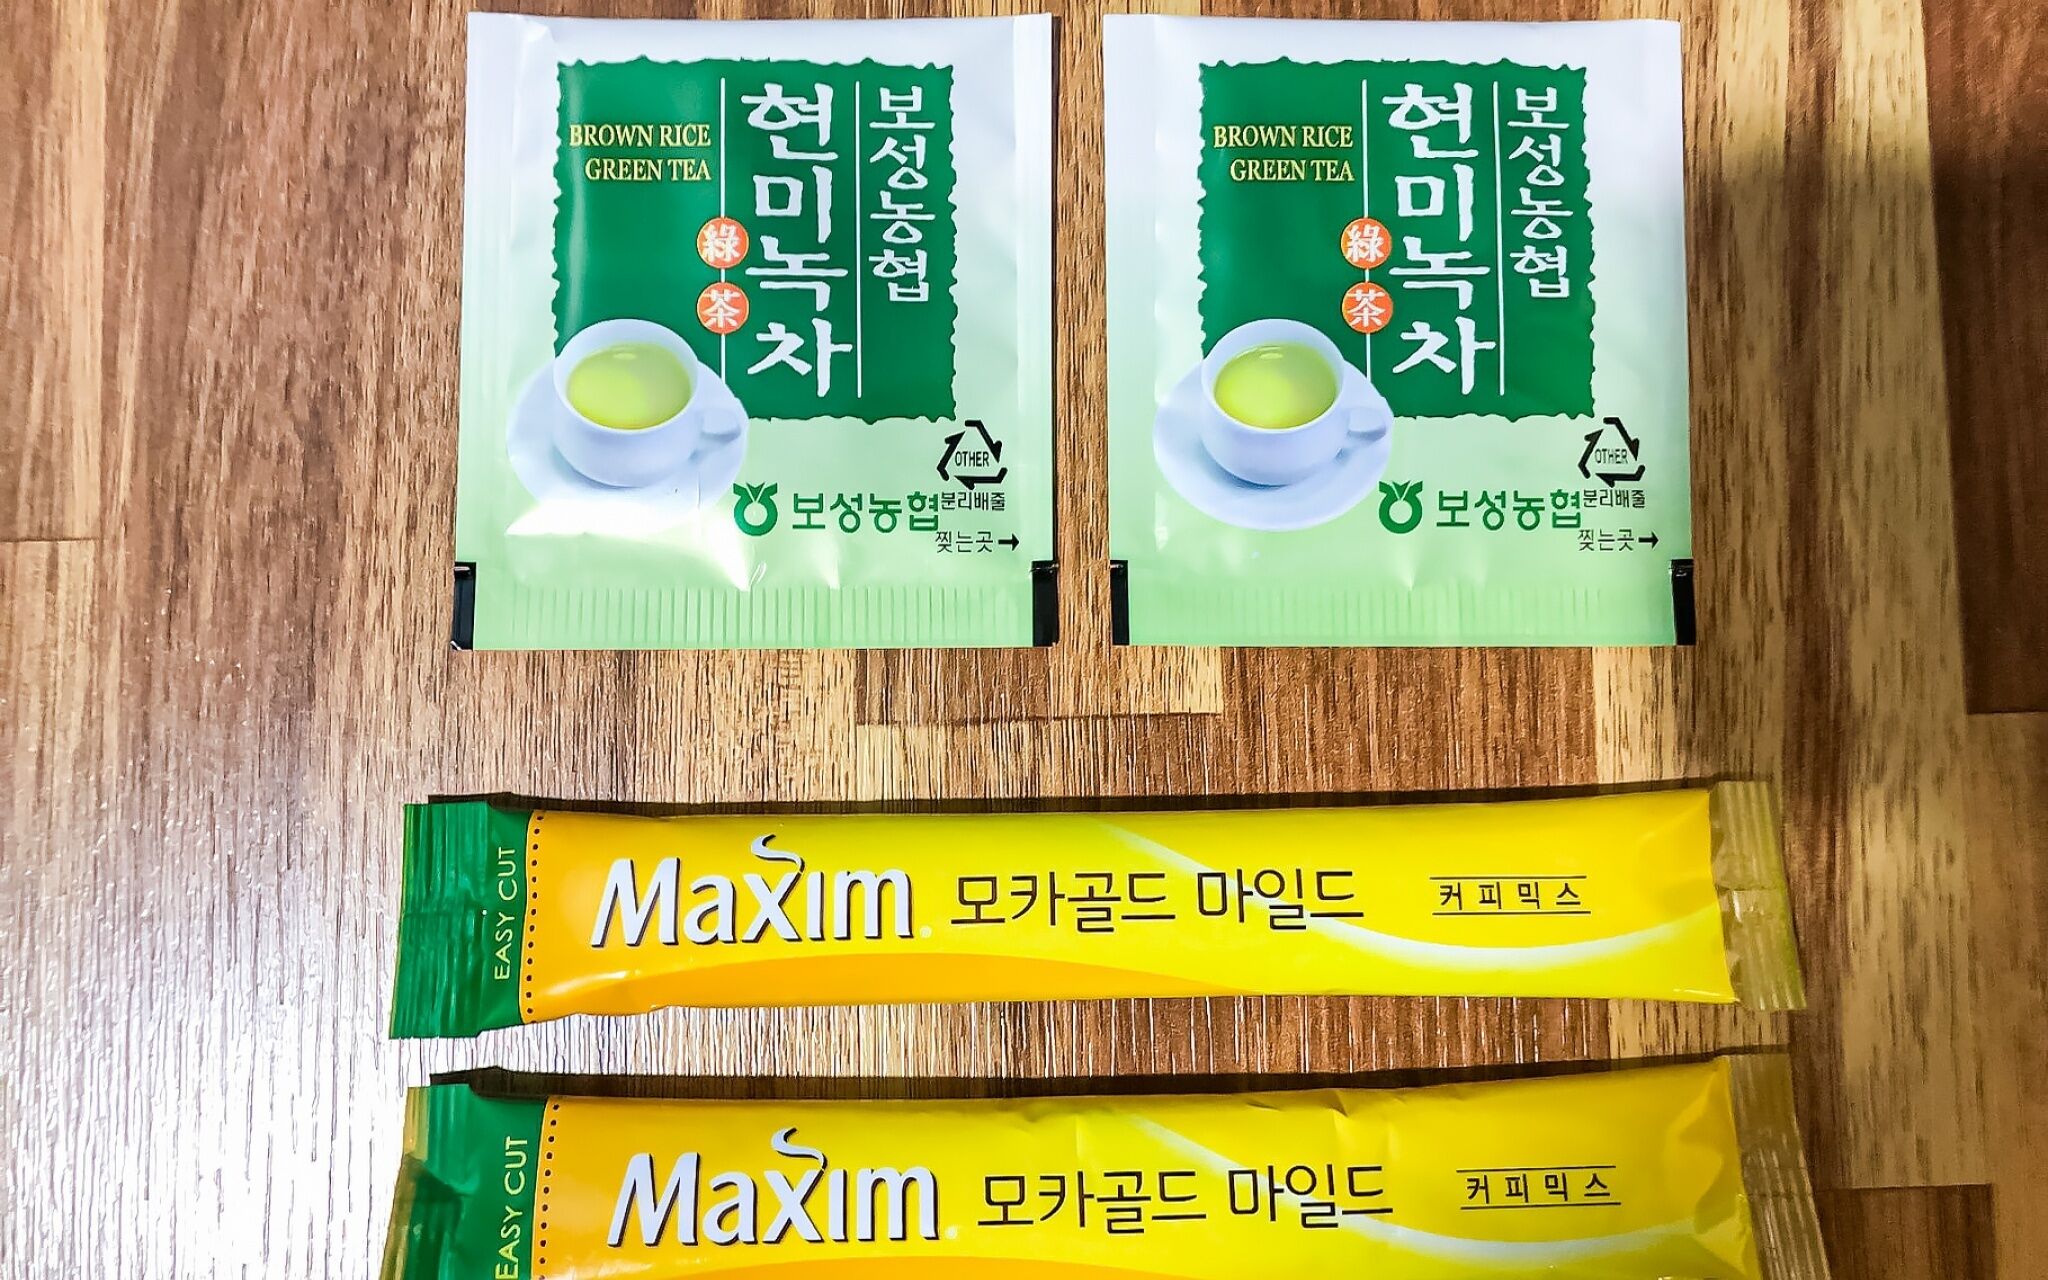 보성농협
현미녹차
BROWN RICE
GREEN TEA
綠
茶
OTHER
보성농협
분리배출
찢는곳→
보성농협
현미녹차
BROWN RICE
GREEN TEA
綠
茶
OTHER
보성농협
분리배출
찢는곳→
EASY CUT
Maxim 모카골드 마일드 커피믹스
EASY CUT
Maxim 모카골드 마일드 커피믹스